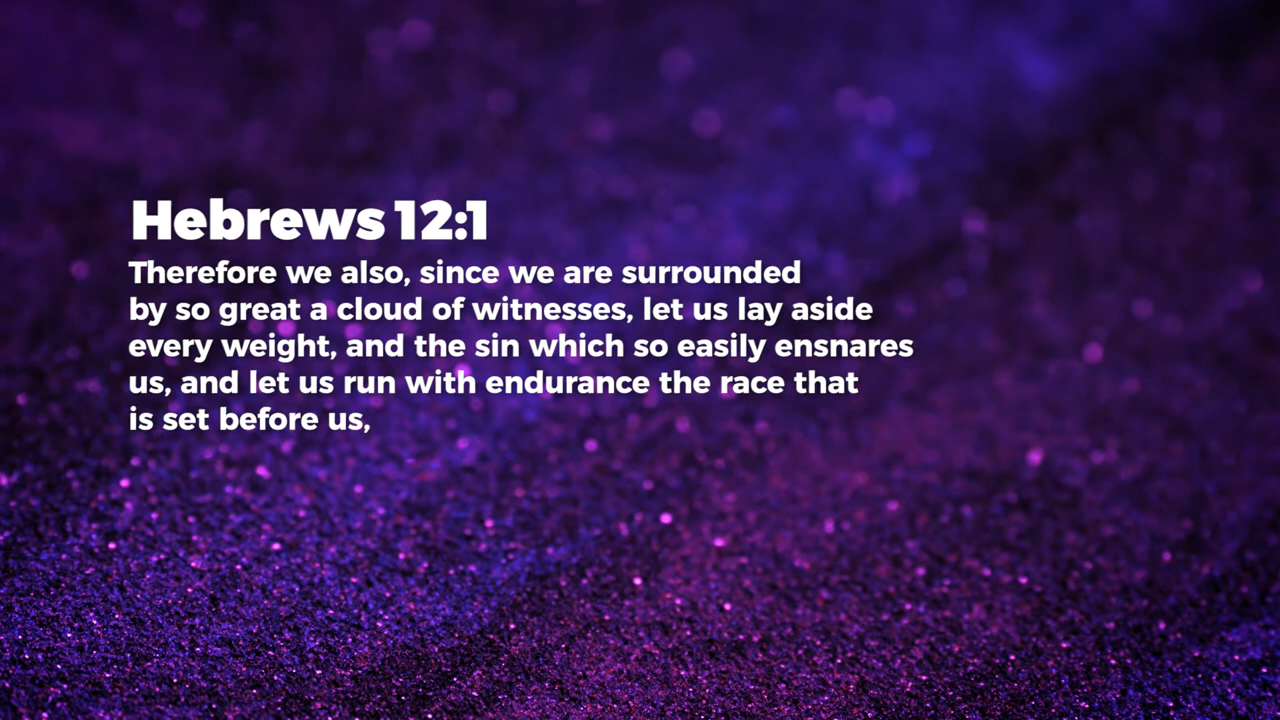 Hebrews 12:1
Therefore we also, since we are surrounded
by so great a cloud of witnesses, let us lay aside
every weight, and the sin which so easily ensnares
us, and let us run with endurance the race that
is set before us,